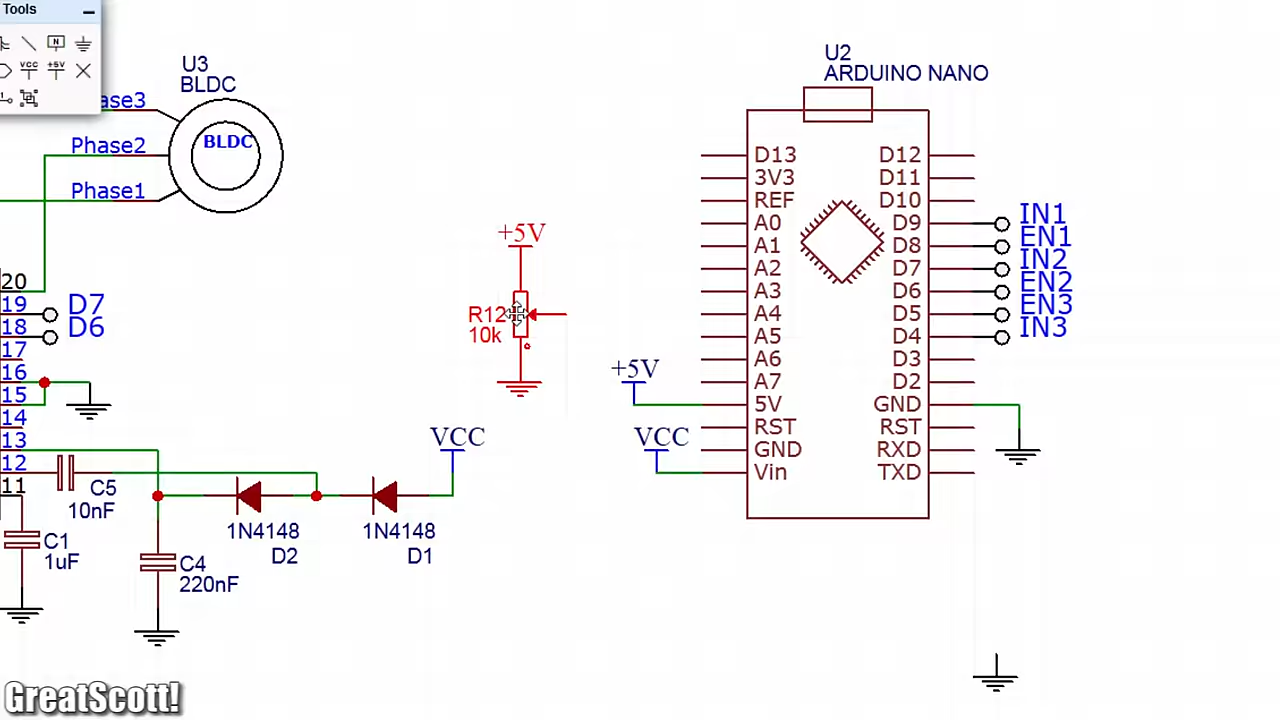 Tools
N
VCC
+5V
U3
BLDC
Phase2
BLDC
Phase1
20
19
D7
18
D6
17
16
15
14
13
12
11
C5
10nF
C1
1uF
C4
220nF
1N4148
D2
1N4148
D1
VCC
+5V
R12
10k
+5V
VCC
U2
ARDUINO NANO
D13 D12
3V3 D11
REF D10
A0 D9 IN1
A1 D8 EN1
A2 D7 IN2
A3 D6 EN2
A4 D5 EN3
A5 D4 IN3
A6 D3
A7 D2
5V GND
RST RST
GND RXD
Vin TXD
GreatScott!